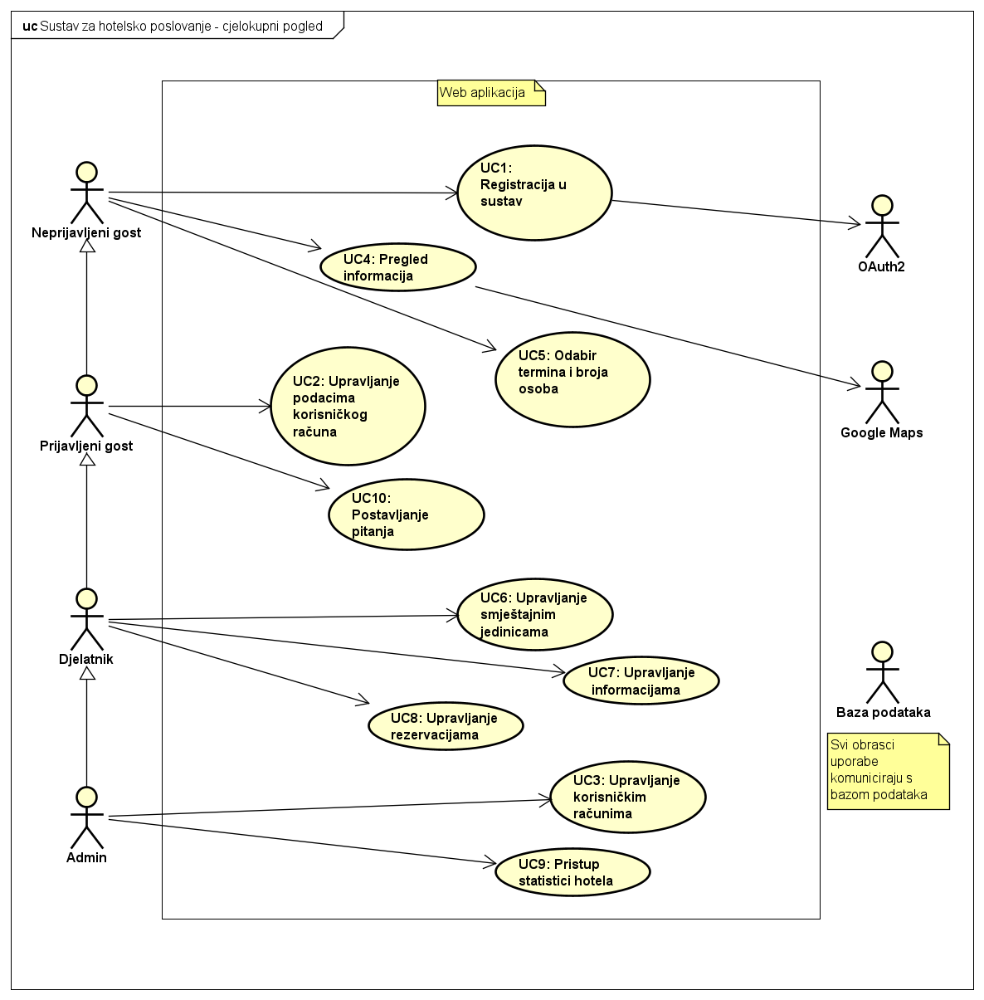 uc Sustav za hotelsko poslovanje - cjelokupni pogled
Web aplikacija
UC1:
Registracija u
sustav
Neprijavljeni gost
OAuth2
UC4: Pregled
informacija
UC5: Odabir
termina i broja
osoba
Google Maps
UC2: Upravljanje
podacima
korisničkog
računa
Prijavljeni gost
UC10:
Postavljanje
pitanja
UC6: Upravljanje
smještajnim
jedinicama
Djelatnik
UC7: Upravljanje
informacijama
UC8: Upravljanje
rezervacijama
Baza podataka
Svi obrasci
uporabe
komuniciraju s
bazom podataka
UC3: Upravljanje
korisničkim
računima
Admin
UC9: Pristup
statistici hotela